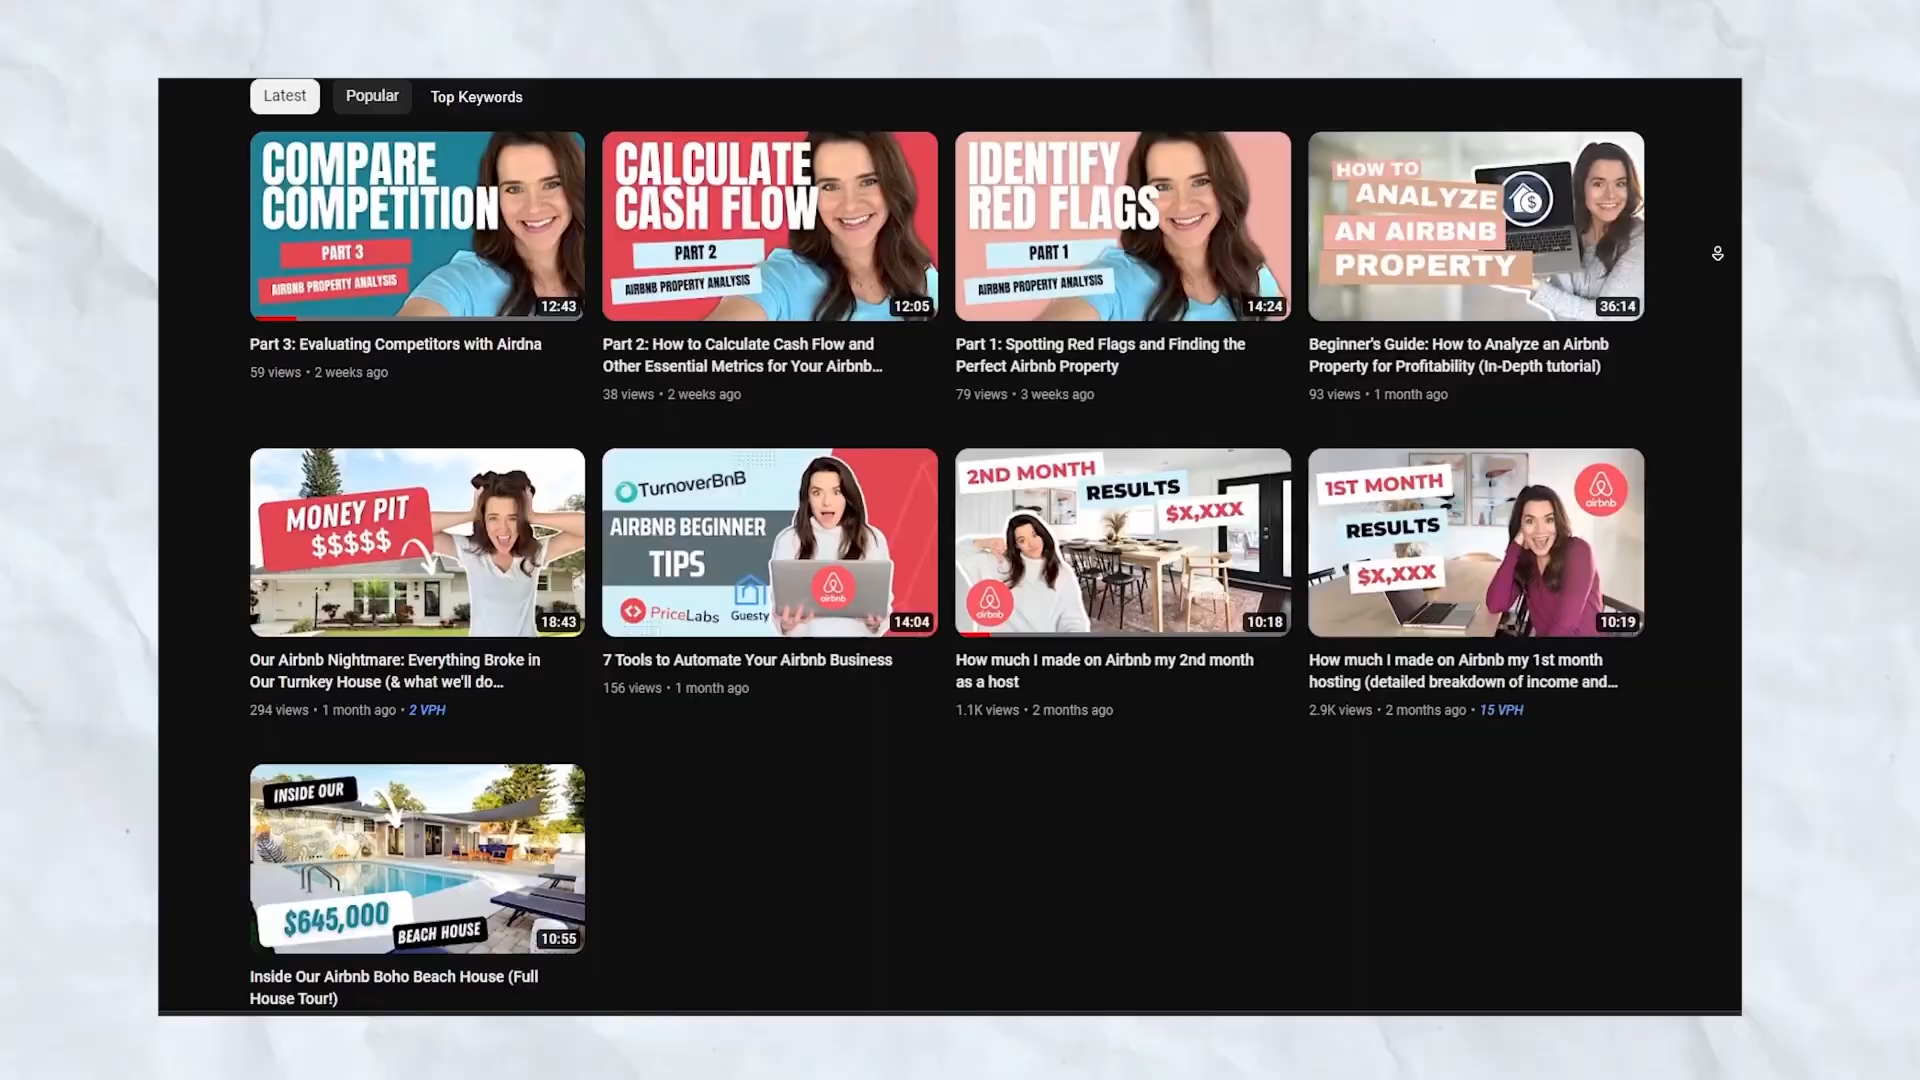 Latest
Popular
Top Keywords
COMPARE
COMPETITION
PART 3
AIRBNB PROPERTY ANALYSIS
12:43
Part 3: Evaluating Competitors with Airdna
59 views • 2 weeks ago
CALCULATE
CASH FLOW
PART 2
AIRBNB PROPERTY ANALYSIS
12:05
Part 2: How to Calculate Cash Flow and
Other Essential Metrics for Your Airbnb...
38 views • 2 weeks ago
IDENTIFY
RED FLAGS
PART 1
AIRBNB PROPERTY ANALYSIS
14:24
Part 1: Spotting Red Flags and Finding the
Perfect Airbnb Property
79 views • 3 weeks ago
HOW TO
ANALYZE
AN AIRBNB
PROPERTY
$
36:14
Beginner's Guide: How to Analyze an Airbnb
Property for Profitability (In-Depth tutorial)
93 views • 1 month ago
MONEY PIT
$$$$$
18:43
Our Airbnb Nightmare: Everything Broke in
Our Turnkey House (& what we'll do...
294 views • 1 month ago • 2 VPH
TurnoverBnB
AIRBNB BEGINNER
TIPS
airbnb
PriceLabs
Guesty
14:04
7 Tools to Automate Your Airbnb Business
156 views • 1 month ago
2ND MONTH
RESULTS
$X,XXX
airbnb
10:18
How much I made on Airbnb my 2nd month
as a host
1.1K views • 2 months ago
1ST MONTH
RESULTS
$X,XXX
airbnb
10:19
How much I made on Airbnb my 1st month
hosting (detailed breakdown of income and...
2.9K views • 2 months ago • 15 VPH
INSIDE OUR
$645,000
BEACH HOUSE
10:55
Inside Our Airbnb Boho Beach House (Full
House Tour!)